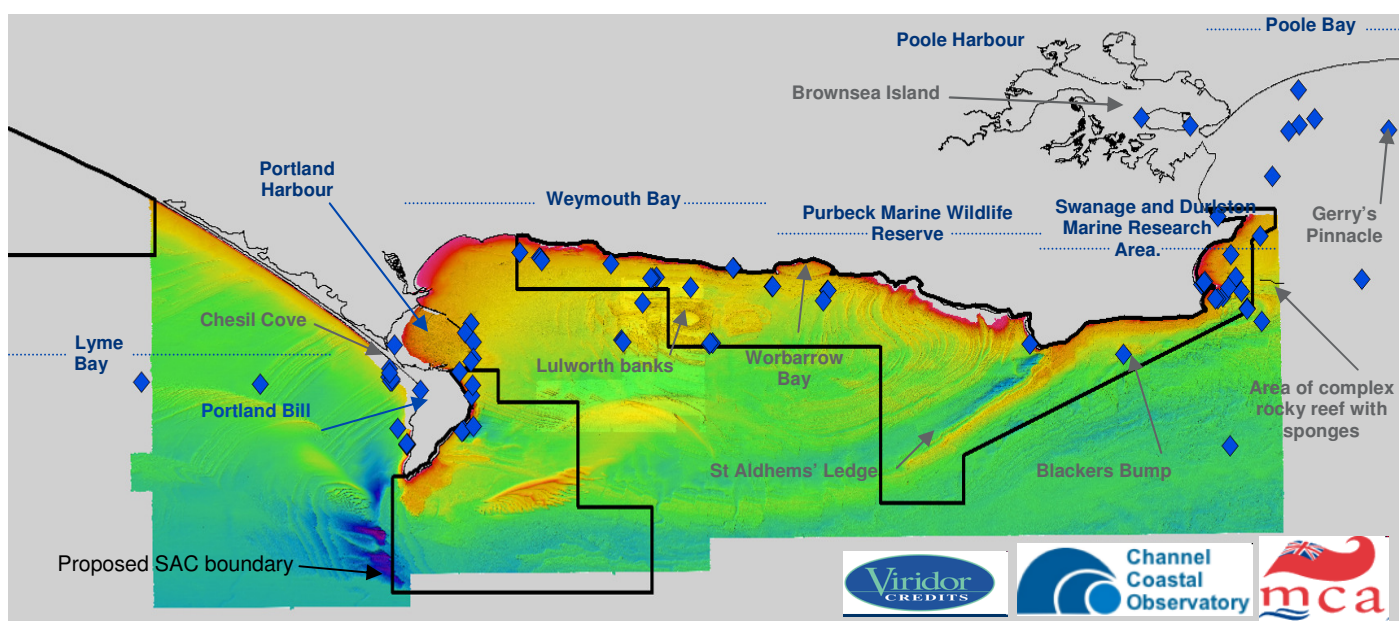 Poole Bay
Poole Harbour
Brownsea Island
Portland
Harbour
Weymouth Bay
Purbeck Marine Wildlife
Reserve
Swanage and Durlston
Marine Research
Area.
Gerry's
Pinnacle
Chesil Cove
Lyme
Bay
Lulworth banks
Worbarrow
Bay
Portland Bill
Area of complex
rocky reef with
sponges
St Aldhems' Ledge
Blackers Bump
Proposed SAC boundary
Viridor
CREDITS
Channel
Coastal
Observatory
mca